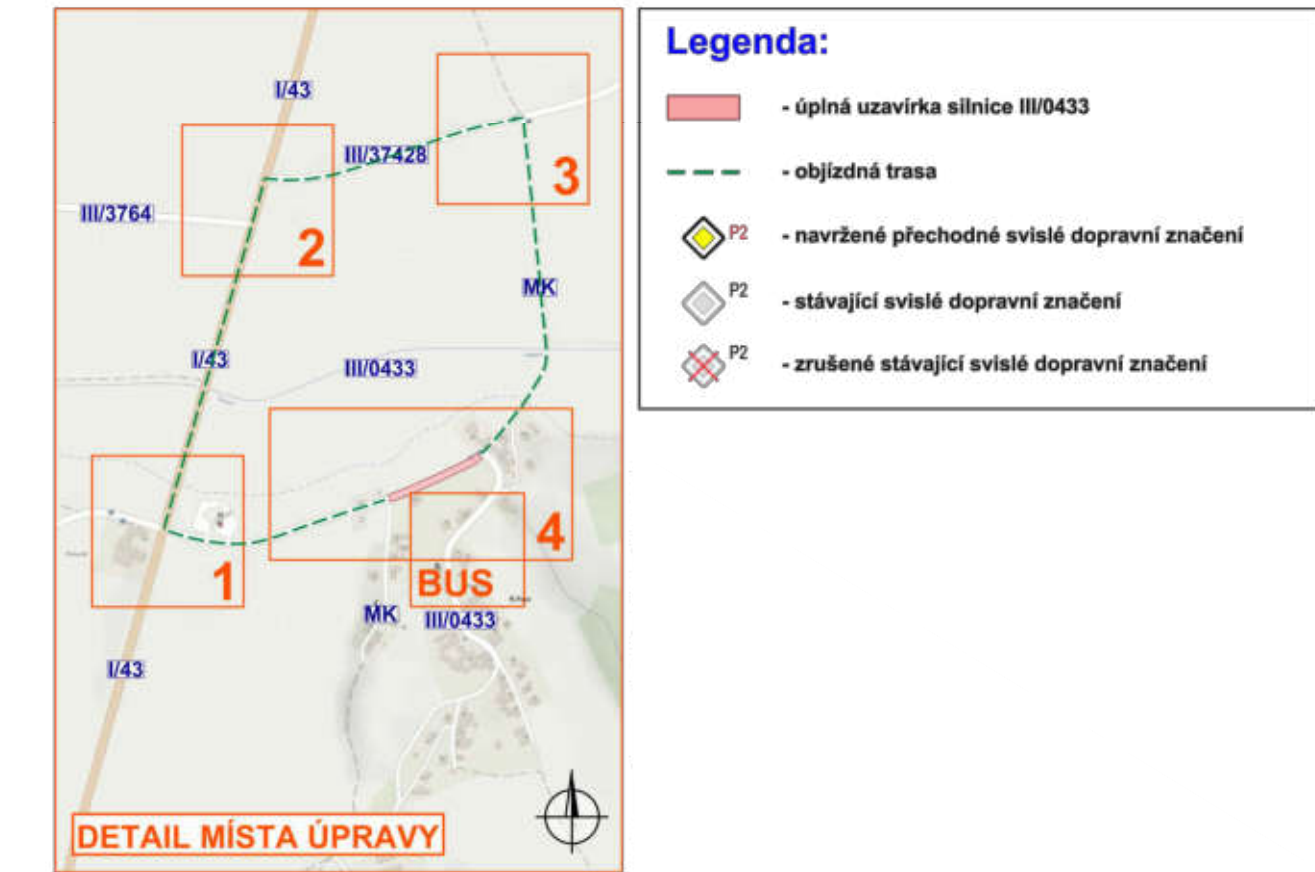 I/43
III/37428
3
III/3764
2
MK
I/43
III/0433
4
1
BUS
MK
III/0433
I/43
DETAIL MÍSTA ÚPRAVY
Legenda:
- úplná uzavírka silnice III/0433
- objízdná trasa
P2 - navržené přechodné svislé dopravní značení
P2 - stávající svislé dopravní značení
P2 - zrušené stávající svislé dopravní značení